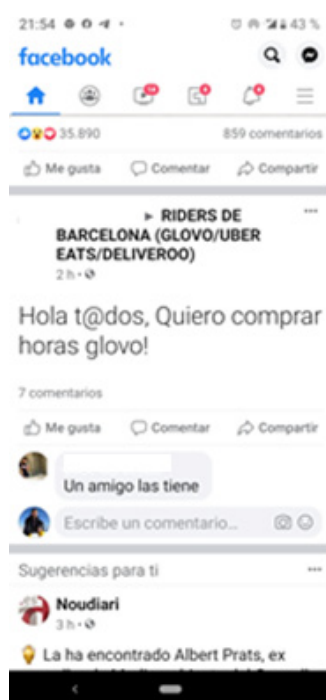 21:54
43 %
facebook
35.890 859 comentarios
Me gusta Comentar Compartir
▸ RIDERS DE
BARCELONA (GLOVO/UBER
EATS/DELIVEROO)
2 h •
Hola t@dos, Quiero comprar
horas glovo!
7 comentarios
Me gusta Comentar Compartir
Un amigo las tiene
Escribe un comentario...
Sugerencias para ti
Noudiari
3 h •
La ha encontrado Albert Prats, ex